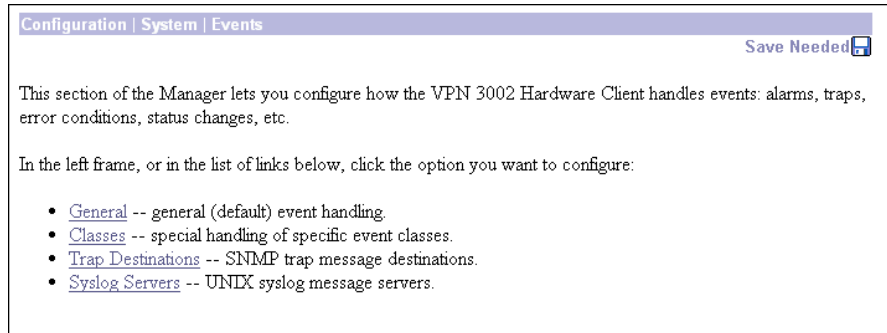 Configuration | System | Events
Save Needed
This section of the Manager lets you configure how the VPN 3002 Hardware Client handles events: alarms, traps,
error conditions, status changes, etc.
In the left frame, or in the list of links below, click the option you want to configure:
• General -- general (default) event handling.
• Classes -- special handling of specific event classes.
• Trap Destinations -- SNMP trap message destinations.
• Syslog Servers -- UNIX syslog message servers.